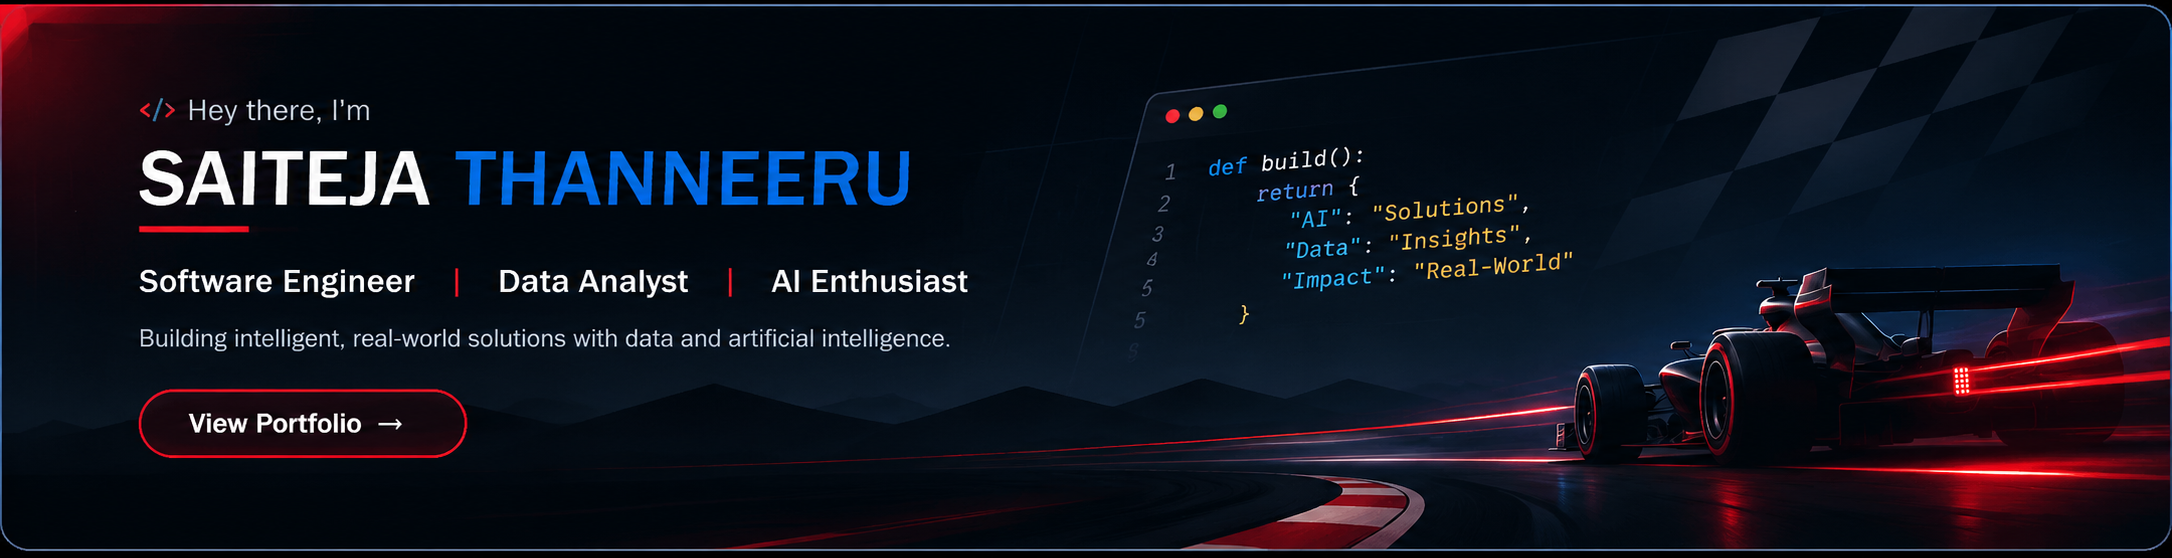 </> Hey there, I'm
SAITEJA THANNEERU
Software Engineer | Data Analyst | AI Enthusiast
Building intelligent, real-world solutions with data and artificial intelligence.
View Portfolio →
1 def build():
2 return {
3 "AI": "Solutions",
4 "Data": "Insights",
5 "Impact": "Real-World"
5 }